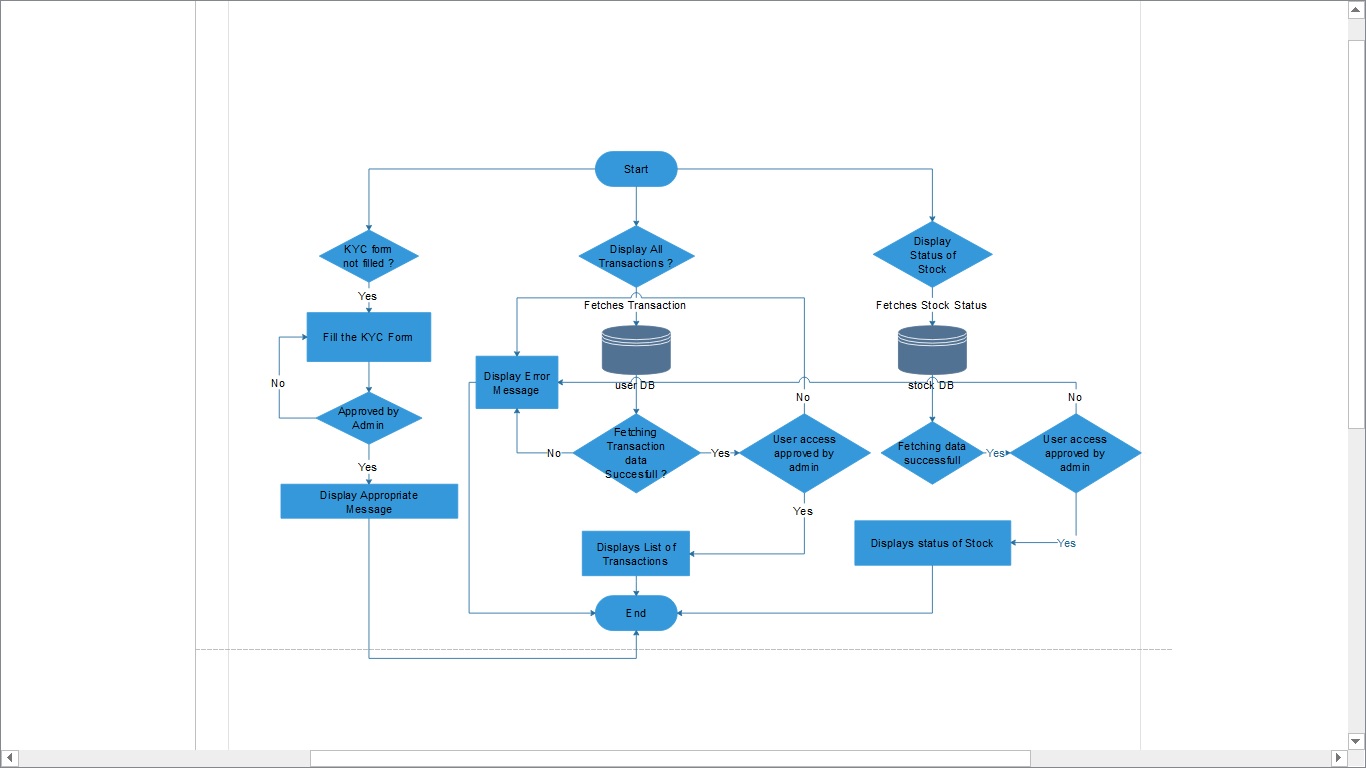 Start
KYC form
not filled ?
Display All
Transactions ?
Display
Status of
Stock
Yes
Fetches Transaction
Fetches Stock Status
Fill the KYC Form
No
Display Error
Message
user DB
stock DB
No
No
Approved by
Admin
Fetching
Transaction
data
Succesfull ?
No
Yes
User access
approved by
admin
Fetching data
successfull
Yes
User access
approved by
admin
Yes
Display Appropriate
Message
Yes
Displays List of
Transactions
Displays status of Stock
Yes
End